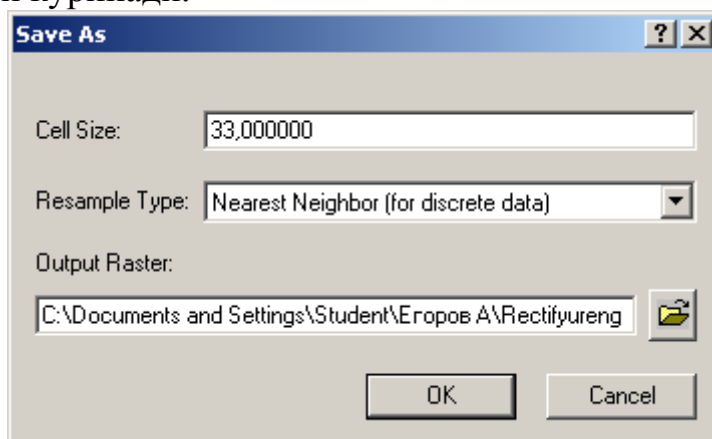 Save As
Cell Size: 33,000000
Resample Type: Nearest Neighbor (for discrete data)
Output Raster:
C:\Documents and Settings\Student\Егоров А\Rectifyureng
OK Cancel